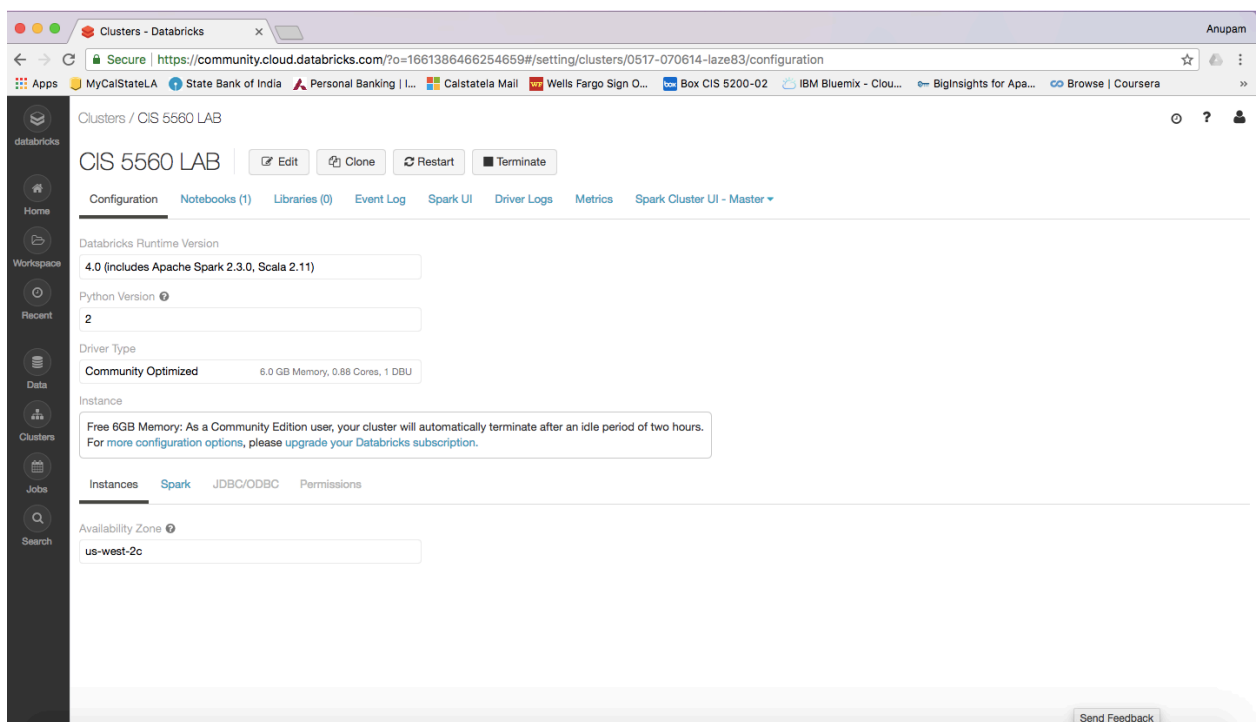 Clusters - Databricks
Anupam
Secure | https://community.cloud.databricks.com/?o=1661386466254659#/setting/clusters/0517-070614-laze83/configuration
Apps MyCalStateLA State Bank of India Personal Banking | I... Calstatela Mail Wells Fargo Sign O... Box CIS 5200-02 IBM Bluemix - Clou... BigInsights for Apa... Browse | Coursera »
databricks
Home
Workspace
Recent
Data
Clusters
Jobs
Search
Clusters / CIS 5560 LAB
CIS 5560 LAB Edit Clone Restart Terminate
Configuration Notebooks (1) Libraries (0) Event Log Spark UI Driver Logs Metrics Spark Cluster UI - Master
Databricks Runtime Version
4.0 (includes Apache Spark 2.3.0, Scala 2.11)
Python Version
2
Driver Type
Community Optimized 6.0 GB Memory, 0.88 Cores, 1 DBU
Instance
Free 6GB Memory: As a Community Edition user, your cluster will automatically terminate after an idle period of two hours.
For more configuration options, please upgrade your Databricks subscription.
Instances Spark JDBC/ODBC Permissions
Availability Zone
us-west-2c
Send Feedback